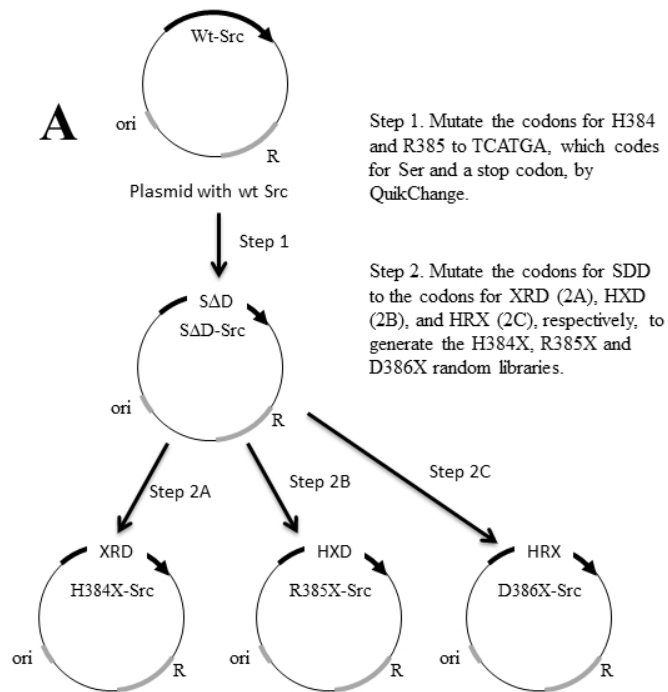 A
Wt-Src
ori
R
Plasmid with wt Src
Step 1
Step 1. Mutate the codons for H384
and R385 to TCATGA, which codes
for Ser and a stop codon, by
QuikChange.
SΔD
SΔD-Src
ori
R
Step 2. Mutate the codons for SDD
to the codons for XRD (2A), HXD
(2B), and HRX (2C), respectively, to
generate the H384X, R385X and
D386X random libraries.
Step 2A
Step 2B
Step 2C
XRD
H384X-Src
ori
R
HXD
R385X-Src
ori
R
HRX
D386X-Src
ori
R